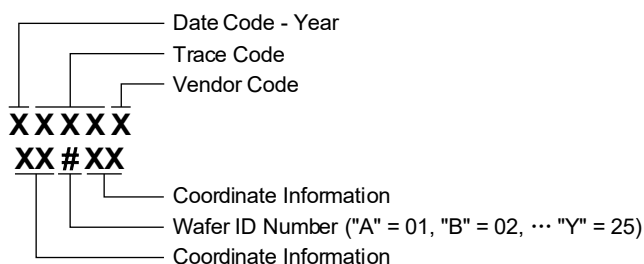 Date Code - Year
Trace Code
Vendor Code
XXXXX
XX # XX
Coordinate Information
Wafer ID Number ("A" = 01, "B" = 02, ··· "Y" = 25)
Coordinate Information